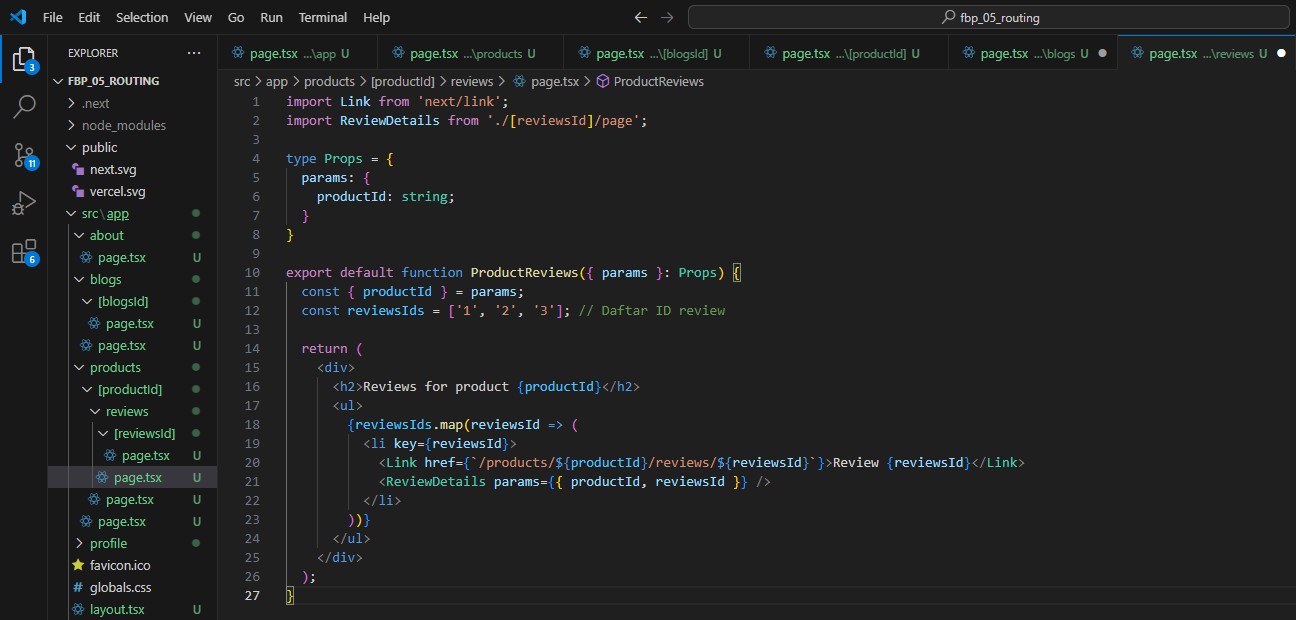 File Edit Selection View Go Run Terminal Help
fbp_05_routing
EXPLORER
page.tsx ...\app U
page.tsx ...\products U
page.tsx ...\[blogsId] U
page.tsx ...\[productId] U
page.tsx ...\blogs U
page.tsx ...\reviews U
FBP_05_ROUTING
.next
node_modules
public
next.svg
vercel.svg
src\app
about
page.tsx U
blogs
[blogsId]
page.tsx U
page.tsx U
products
[productId]
reviews
[reviewsId]
page.tsx U
page.tsx U
page.tsx U
page.tsx U
profile
favicon.ico
# globals.css
layout.tsx U
3
11
6
src > app > products > [productId] > reviews > page.tsx > ProductReviews
1 import Link from 'next/link';
2 import ReviewDetails from './[reviewsId]/page';
3
4 type Props = {
5 params: {
6 productId: string;
7 }
8 }
9
10 export default function ProductReviews({ params }: Props) {
11 const { productId } = params;
12 const reviewsIds = ['1', '2', '3']; // Daftar ID review
13
14 return (
15 <div>
16 <h2>Reviews for product {productId}</h2>
17 <ul>
18 {reviewsIds.map(reviewsId => (
19 <li key={reviewsId}>
20 <Link href={`/products/${productId}/reviews/${reviewsId}`}>Review {reviewsId}</Link>
21 <ReviewDetails params={{ productId, reviewsId }} />
22 </li>
23 ))}
24 </ul>
25 </div>
26 );
27 }